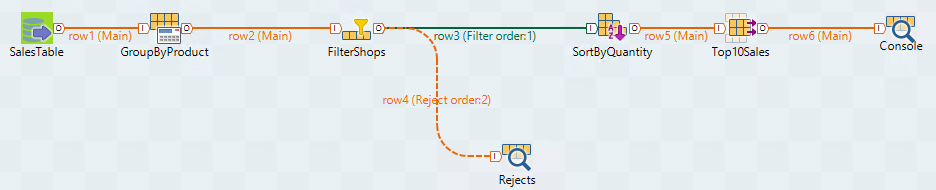 row1 (Main)
row2 (Main)
row3 (Filter order:1)
row5 (Main)
row6 (Main)
SalesTable
GroupByProduct
FilterShops
SortByQuantity
Top10Sales
Console
row4 (Reject order:2)
Rejects